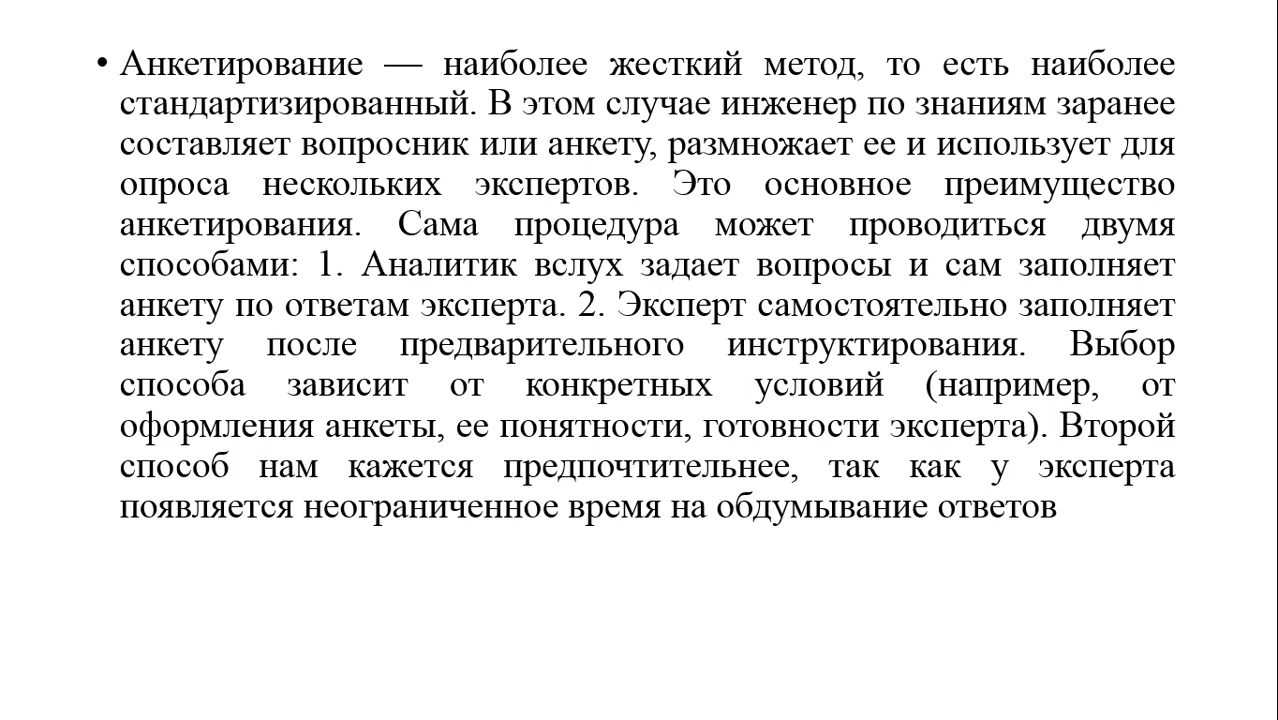 • Анкетирование — наиболее жесткий метод, то есть наиболее
стандартизированный. В этом случае инженер по знаниям заранее
составляет вопросник или анкету, размножает ее и использует для
опроса нескольких экспертов. Это основное преимущество
анкетирования. Сама процедура может проводиться двумя
способами: 1. Аналитик вслух задает вопросы и сам заполняет
анкету по ответам эксперта. 2. Эксперт самостоятельно заполняет
анкету после предварительного инструктирования. Выбор
способа зависит от конкретных условий (например, от
оформления анкеты, ее понятности, готовности эксперта). Второй
способ нам кажется предпочтительнее, так как у эксперта
появляется неограниченное время на обдумывание ответов